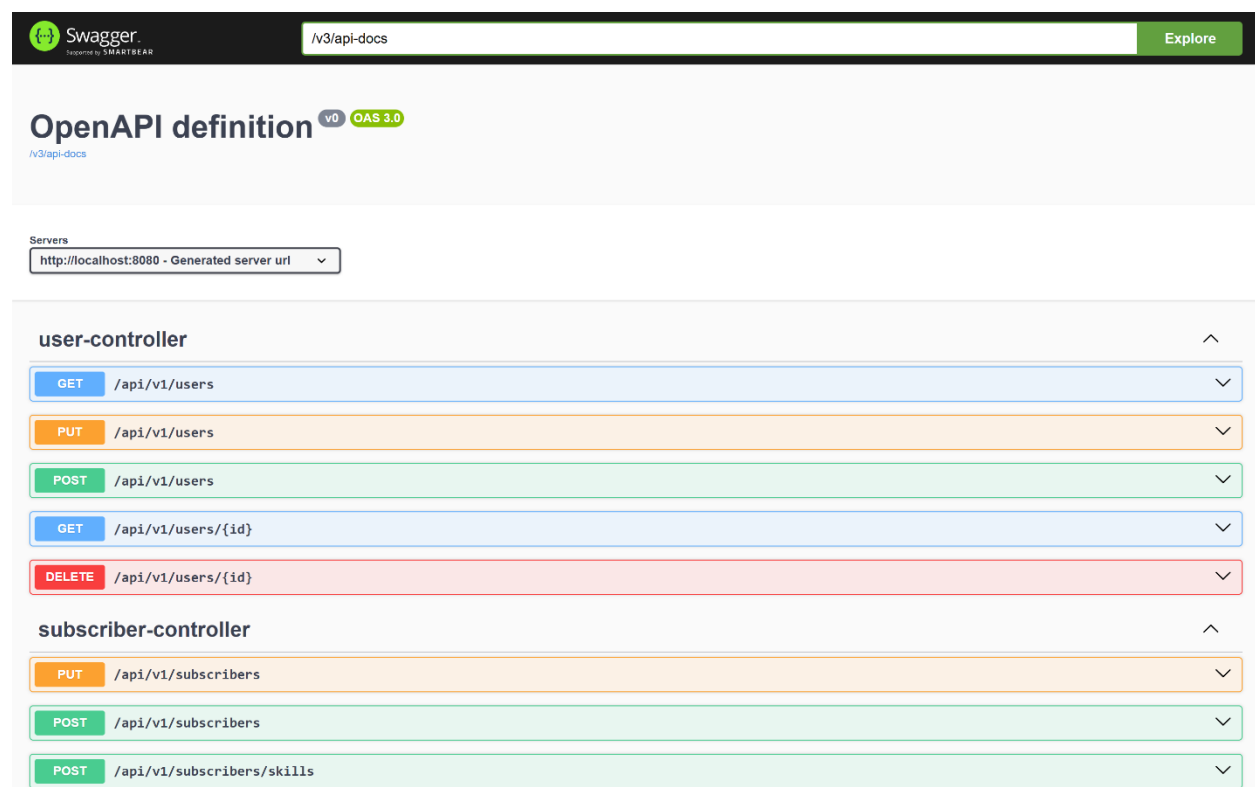 {···} Swagger.
Supported by SMARTBEAR
/v3/api-docs
Explore
OpenAPI definition v0 OAS 3.0
/v3/api-docs
Servers
http://localhost:8080 - Generated server url
user-controller
GET /api/v1/users
PUT /api/v1/users
POST /api/v1/users
GET /api/v1/users/{id}
DELETE /api/v1/users/{id}
subscriber-controller
PUT /api/v1/subscribers
POST /api/v1/subscribers
POST /api/v1/subscribers/skills